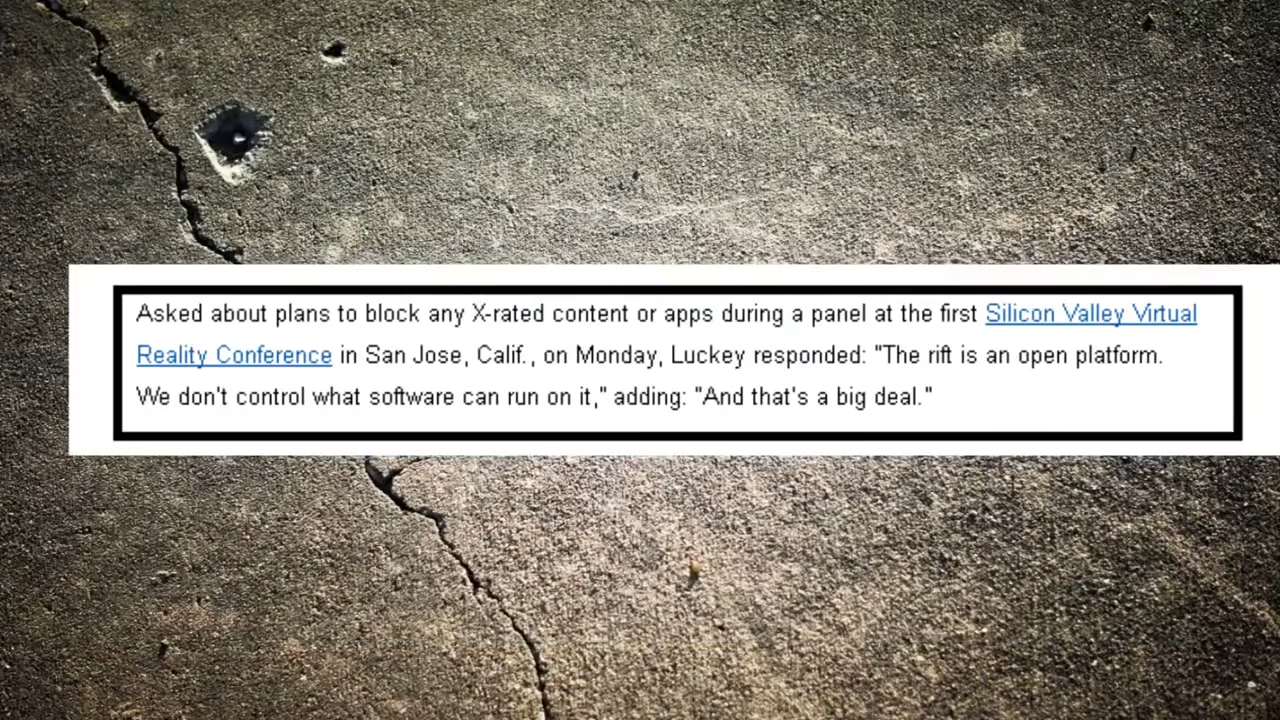 Asked about plans to block any X-rated content or apps during a panel at the first Silicon Valley Virtual
Reality Conference in San Jose, Calif., on Monday, Luckey responded: "The rift is an open platform.
We don't control what software can run on it," adding: "And that's a big deal."